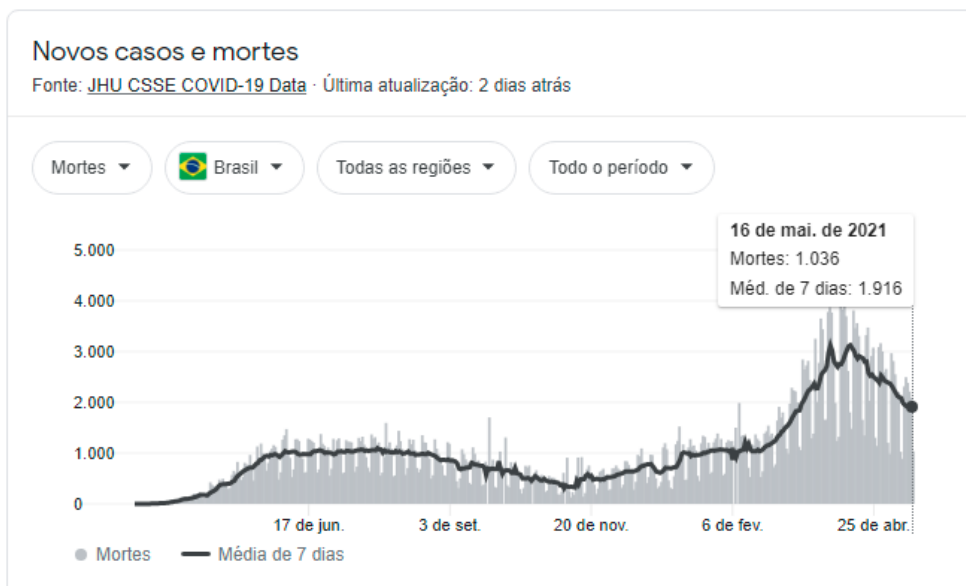 Novos casos e mortes
Fonte: JHU CSSE COVID-19 Data · Última atualização: 2 dias atrás
Mortes Brasil Todas as regiões Todo o período
16 de mai. de 2021
Mortes: 1.036
Méd. de 7 dias: 1.916
5.000
4.000
3.000
2.000
1.000
0
17 de jun. 3 de set. 20 de nov. 6 de fev. 25 de abr.
Mortes Média de 7 dias